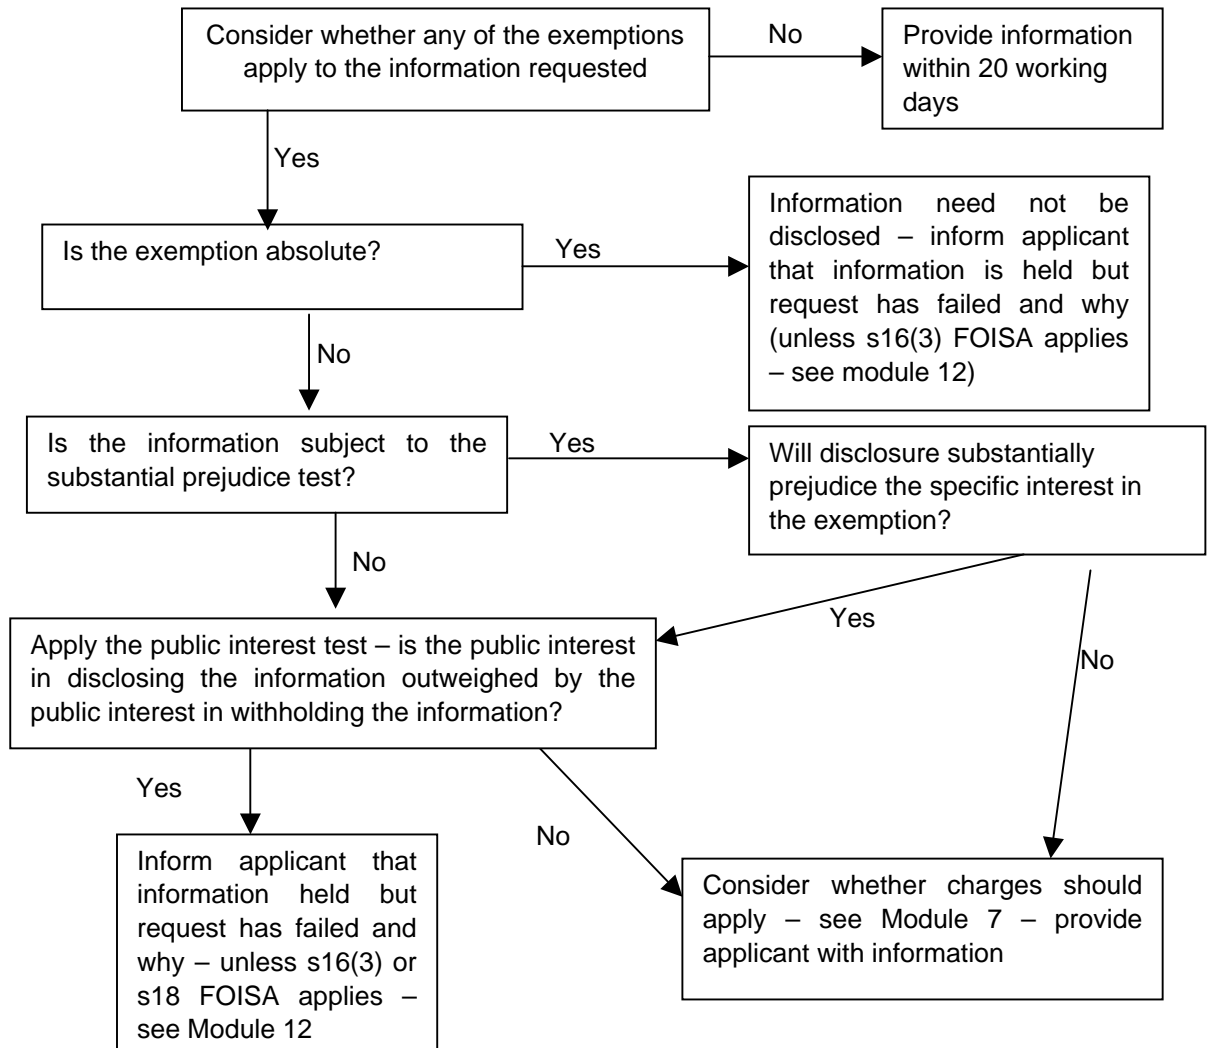 Consider whether any of the exemptions
apply to the information requested
No
Provide information
within 20 working
days
Yes
Is the exemption absolute?
Yes
Information need not be
disclosed – inform applicant
that information is held but
request has failed and why
(unless s16(3) FOISA applies
– see module 12)
No
Is the information subject to the
substantial prejudice test?
Yes
Will disclosure substantially
prejudice the specific interest in
the exemption?
No
Yes
No
Apply the public interest test – is the public interest
in disclosing the information outweighed by the
public interest in withholding the information?
Yes
No
Inform applicant that
information held but
request has failed and
why – unless s16(3) or
s18 FOISA applies –
see Module 12
Consider whether charges should
apply – see Module 7 – provide
applicant with information